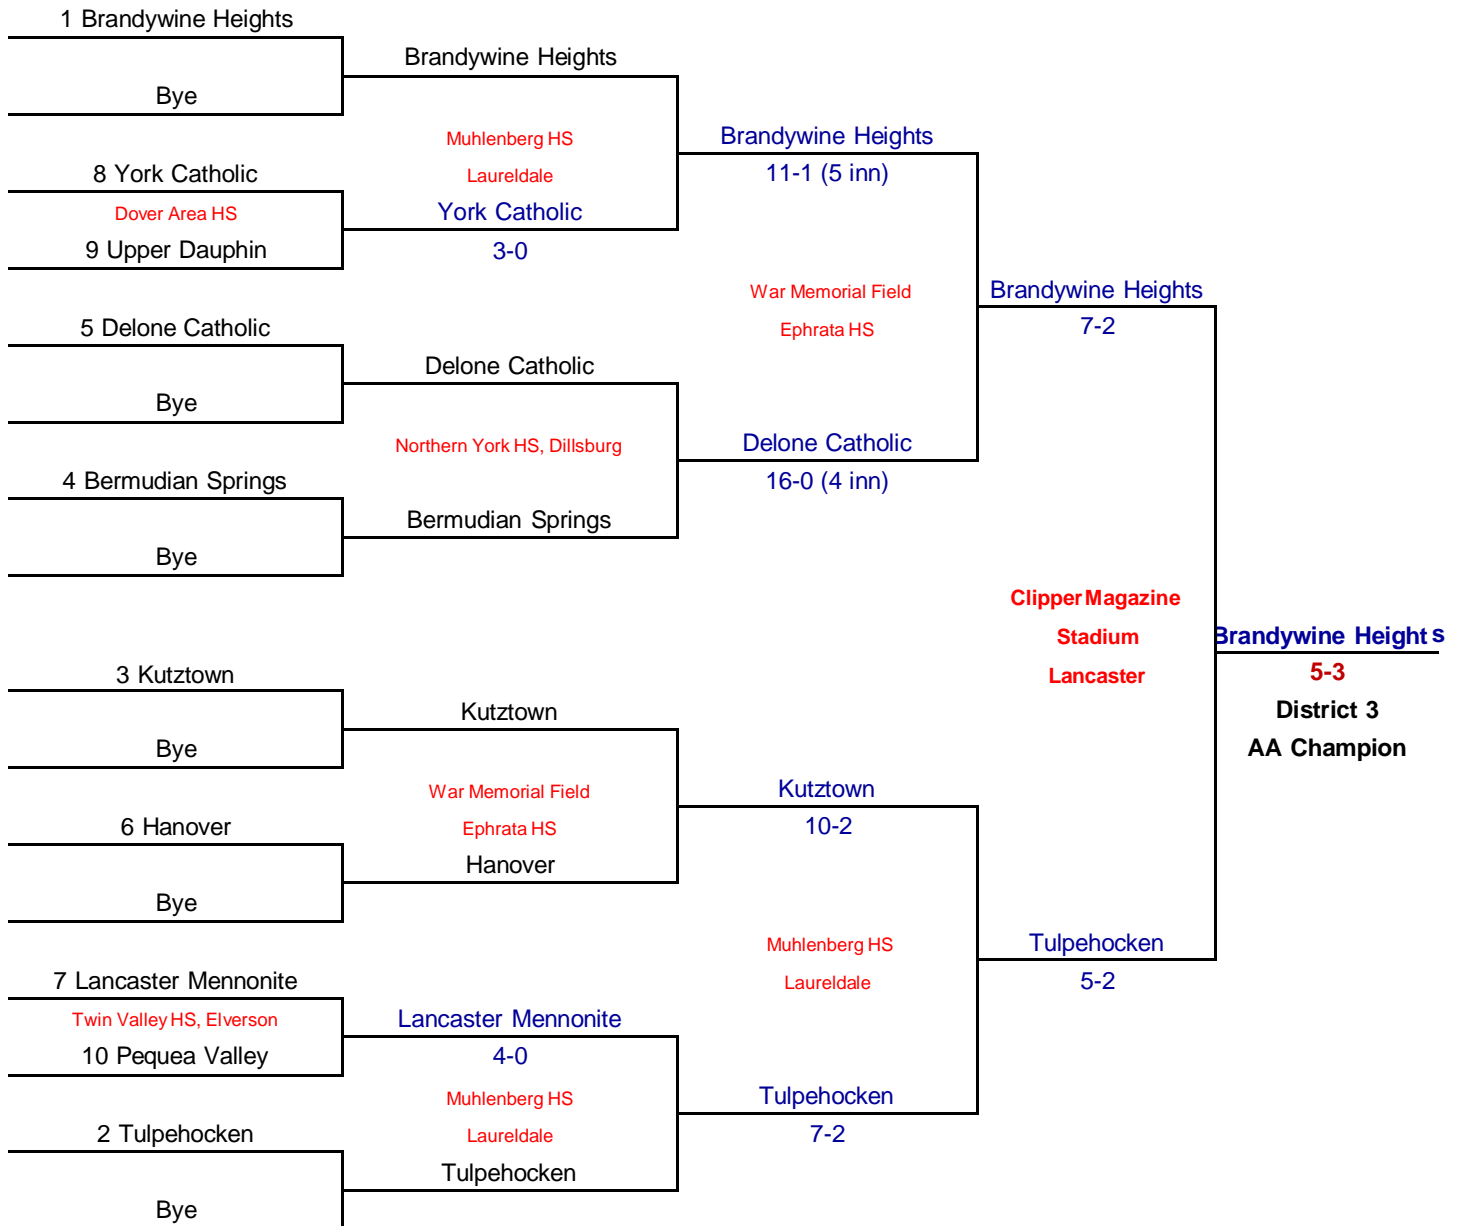 1 Brandywine Heights
Bye
8 York Catholic
Dover Area HS
9 Upper Dauphin
5 Delone Catholic
Bye
4 Bermudian Springs
Bye
3 Kutztown
Bye
6 Hanover
Bye
7 Lancaster Mennonite
Twin Valley HS, Elverson
10 Pequea Valley
2 Tulpehocken
Bye
Brandywine Heights
Muhlenberg HS
Laureldale
York Catholic
3-0
Delone Catholic
Northern York HS, Dillsburg
Bermudian Springs
Kutztown
War Memorial Field
Ephrata HS
Hanover
Lancaster Mennonite
4-0
Muhlenberg HS
Laureldale
Tulpehocken
Brandywine Heights
11-1 (5 inn)
War Memorial Field
Ephrata HS
Delone Catholic
16-0 (4 inn)
Kutztown
10-2
Muhlenberg HS
Laureldale
Tulpehocken
7-2
Brandywine Heights
7-2
Clipper Magazine
Stadium
Lancaster
Tulpehocken
5-2
Brandywine Heights
5-3
District 3
AA Champion